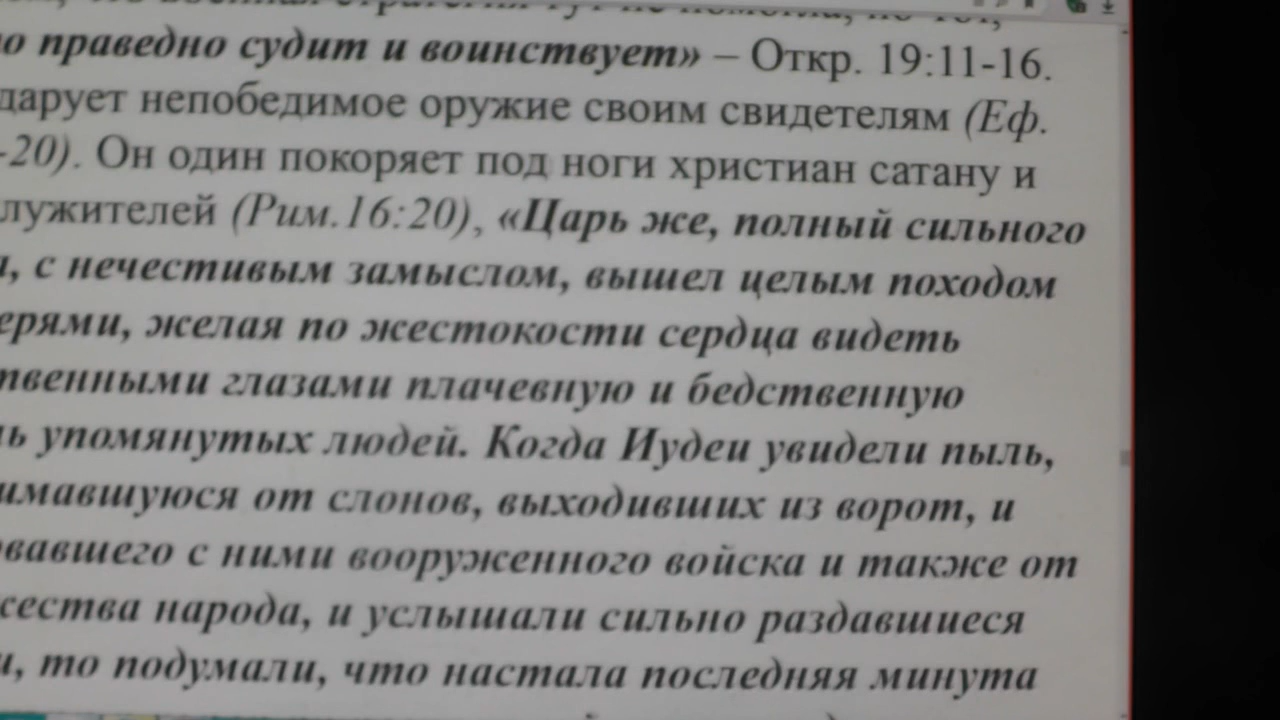 праведно судит и воинствует» – Откр. 19:11-16.
дарует непобедимое оружие своим свидетелям (Еф.
-20). Он один покоряет под ноги христиан сатану и
лужителей (Рим.16:20), «Царь же, полный сильного
, с нечестивым замыслом, вышел целым походом
ерями, желая по жестокости сердца видеть
твенными глазами плачевную и бедственную
ь упомянутых людей. Когда Иудеи увидели пыль,
имавшуюся от слонов, выходивших из ворот, и
овавшего с ними вооруженного войска и также от
жества народа, и услышали сильно раздавшиеся
и, то подумали, что настала последняя минута